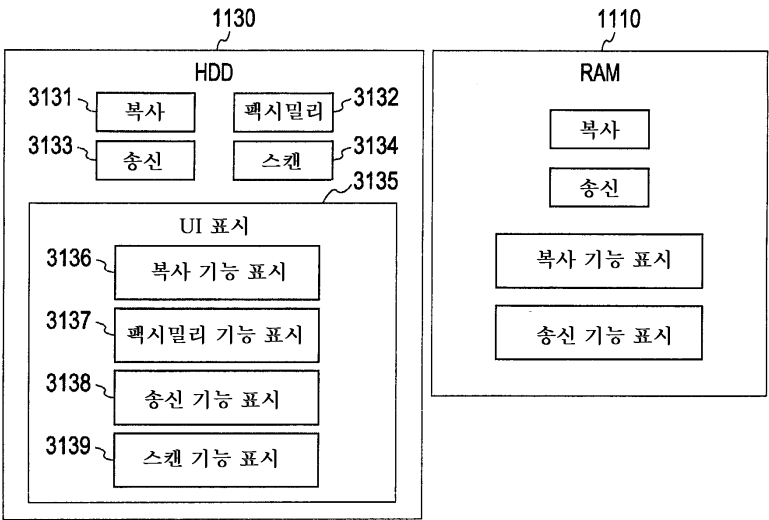 1130
HDD
3131 복사
팩시밀리 3132
3133 송신
스캔 3134
3135
UI 표시
3136 복사 기능 표시
3137 팩시밀리 기능 표시
3138 송신 기능 표시
3139 스캔 기능 표시
1110
RAM
복사
송신
복사 기능 표시
송신 기능 표시